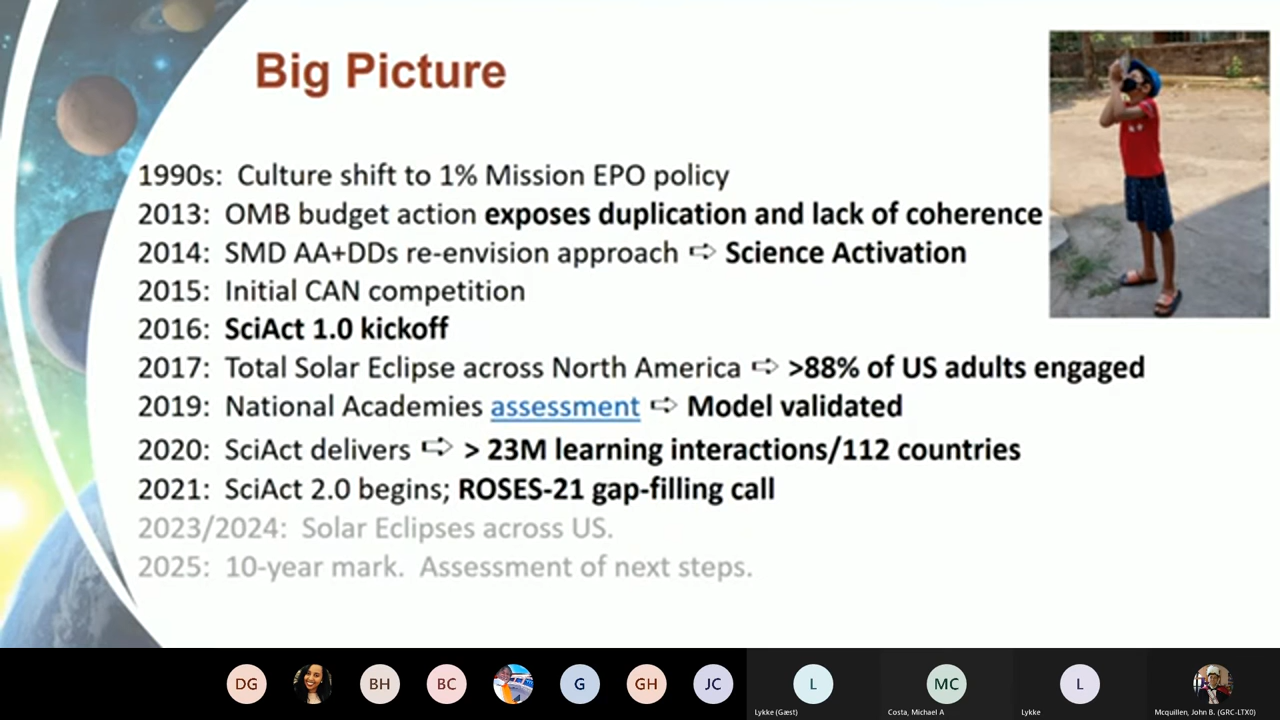 Big Picture
1990s: Culture shift to 1% Mission EPO policy
2013: OMB budget action exposes duplication and lack of coherence
2014: SMD AA+DDs re-envision approach ➩ Science Activation
2015: Initial CAN competition
2016: SciAct 1.0 kickoff
2017: Total Solar Eclipse across North America ➩ >88% of US adults engaged
2019: National Academies assessment ➩ Model validated
2020: SciAct delivers ➩ > 23M learning interactions/112 countries
2021: SciAct 2.0 begins; ROSES-21 gap-filling call
2023/2024: Solar Eclipses across US.
2025: 10-year mark. Assessment of next steps.
DG BH BC G GH JC L MC L
Lykke (Gæst) Costa, Michael A Lykke Mcquillen, John B. (GRC-LTX0)